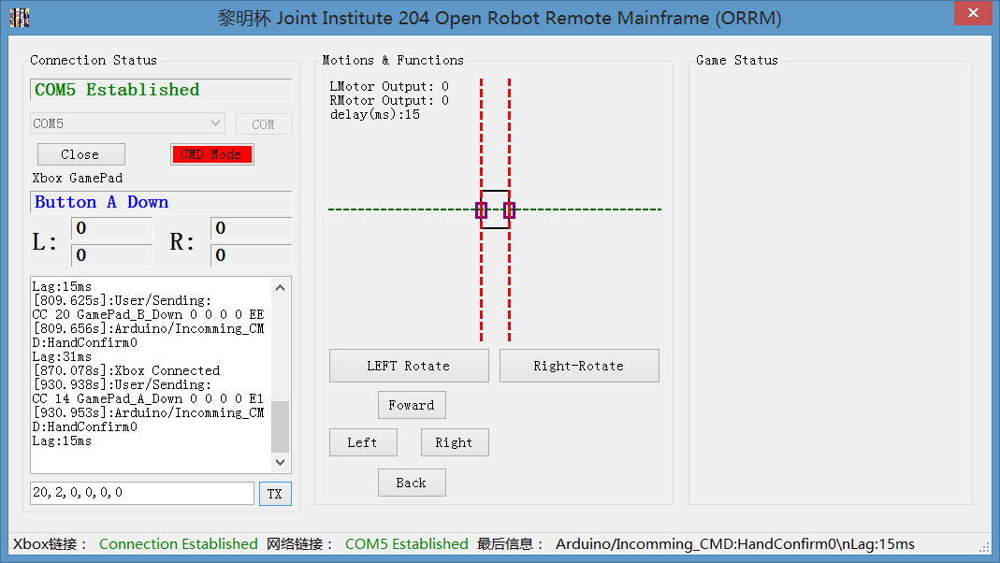 黎明杯 Joint Institute 204 Open Robot Remote Mainframe (ORRM)
Connection Status
COM5 Established
COM5
COM
Close
CMD Mode
Xbox GamePad
Button A Down
L:
0
0
R:
0
0
Lag:15ms
[809.625s]:User/Sending:
CC 20 GamePad_B_Down 0 0 0 0 EE
[809.656s]:Arduino/Incomming_CM
D:HandConfirm0
Lag:31ms
[870.078s]:Xbox Connected
[930.938s]:User/Sending:
CC 14 GamePad_A_Down 0 0 0 0 E1
[930.953s]:Arduino/Incomming_CM
D:HandConfirm0
Lag:15ms
20,2,0,0,0,0
TX
Motions & Functions
LMotor Output: 0
RMotor Output: 0
delay(ms):15
LEFT Rotate
Right-Rotate
Foward
Left
Right
Back
Game Status
Xbox链接： Connection Established 网络链接： COM5 Established 最后信息： Arduino/Incomming_CMD:HandConfirm0\nLag:15ms